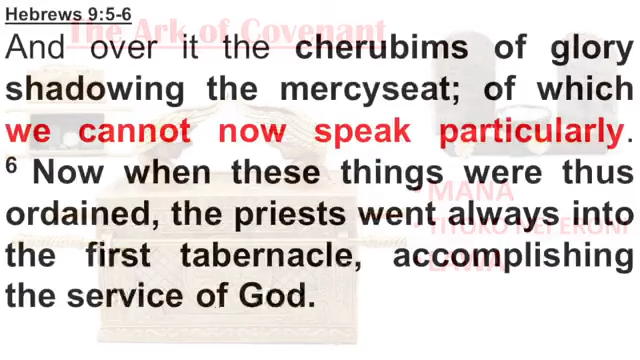 Hebrews 9:5-6
The Ark of Covenant
And over it the cherubims of glory
shadowing the mercyseat; of which
we cannot now speak particularly.
6 Now when these things were thus
MANA
ordained, the priests went always into
the first tabernacle, accomplishing
LAWA
the service of God.